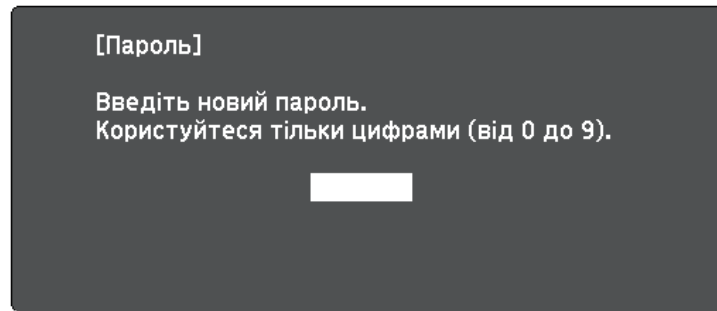 [Пароль]
Введіть новий пароль.
Користуйтеся тільки цифрами (від 0 до 9).